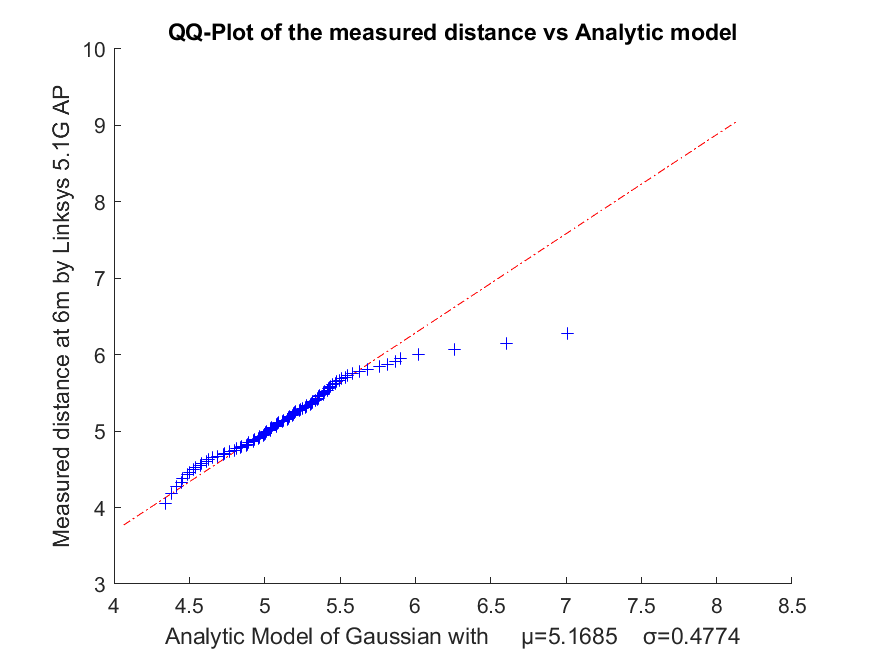 QQ-Plot of the measured distance vs Analytic model
10
9
8
7
6
5
4
3
Measured distance at 6m by Linksys 5.1G AP
4 4.5 5 5.5 6 6.5 7 7.5 8 8.5
Analytic Model of Gaussian with μ=5.1685 σ=0.4774